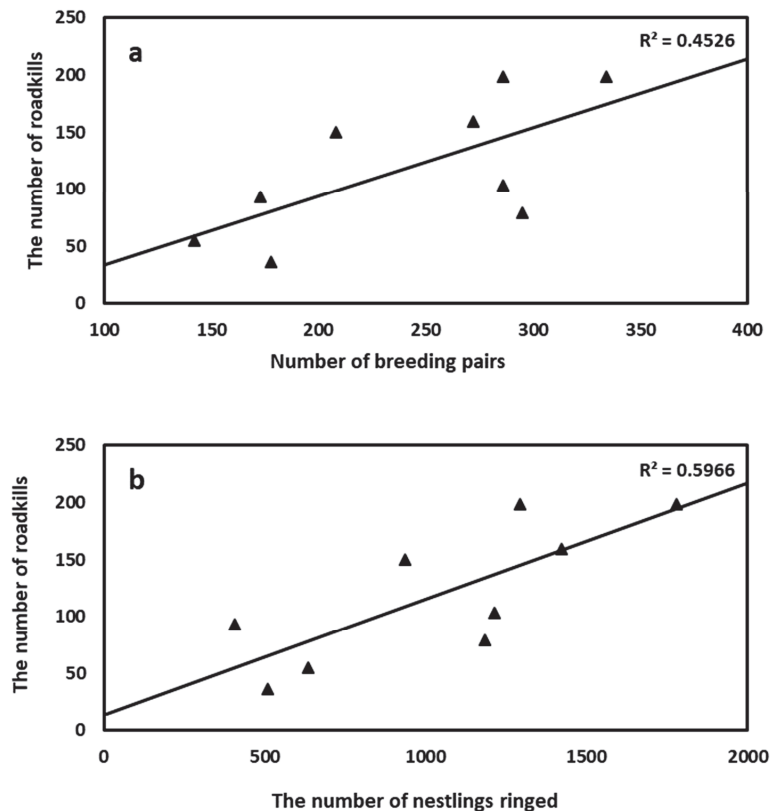 250
200
150
100
50
0
The number of roadkills
a
R² = 0.4526
100 150 200 250 300 350 400
Number of breeding pairs
250
200
150
100
50
0
The number of roadkills
b
R² = 0.5966
0 500 1000 1500 2000
The number of nestlings ringed